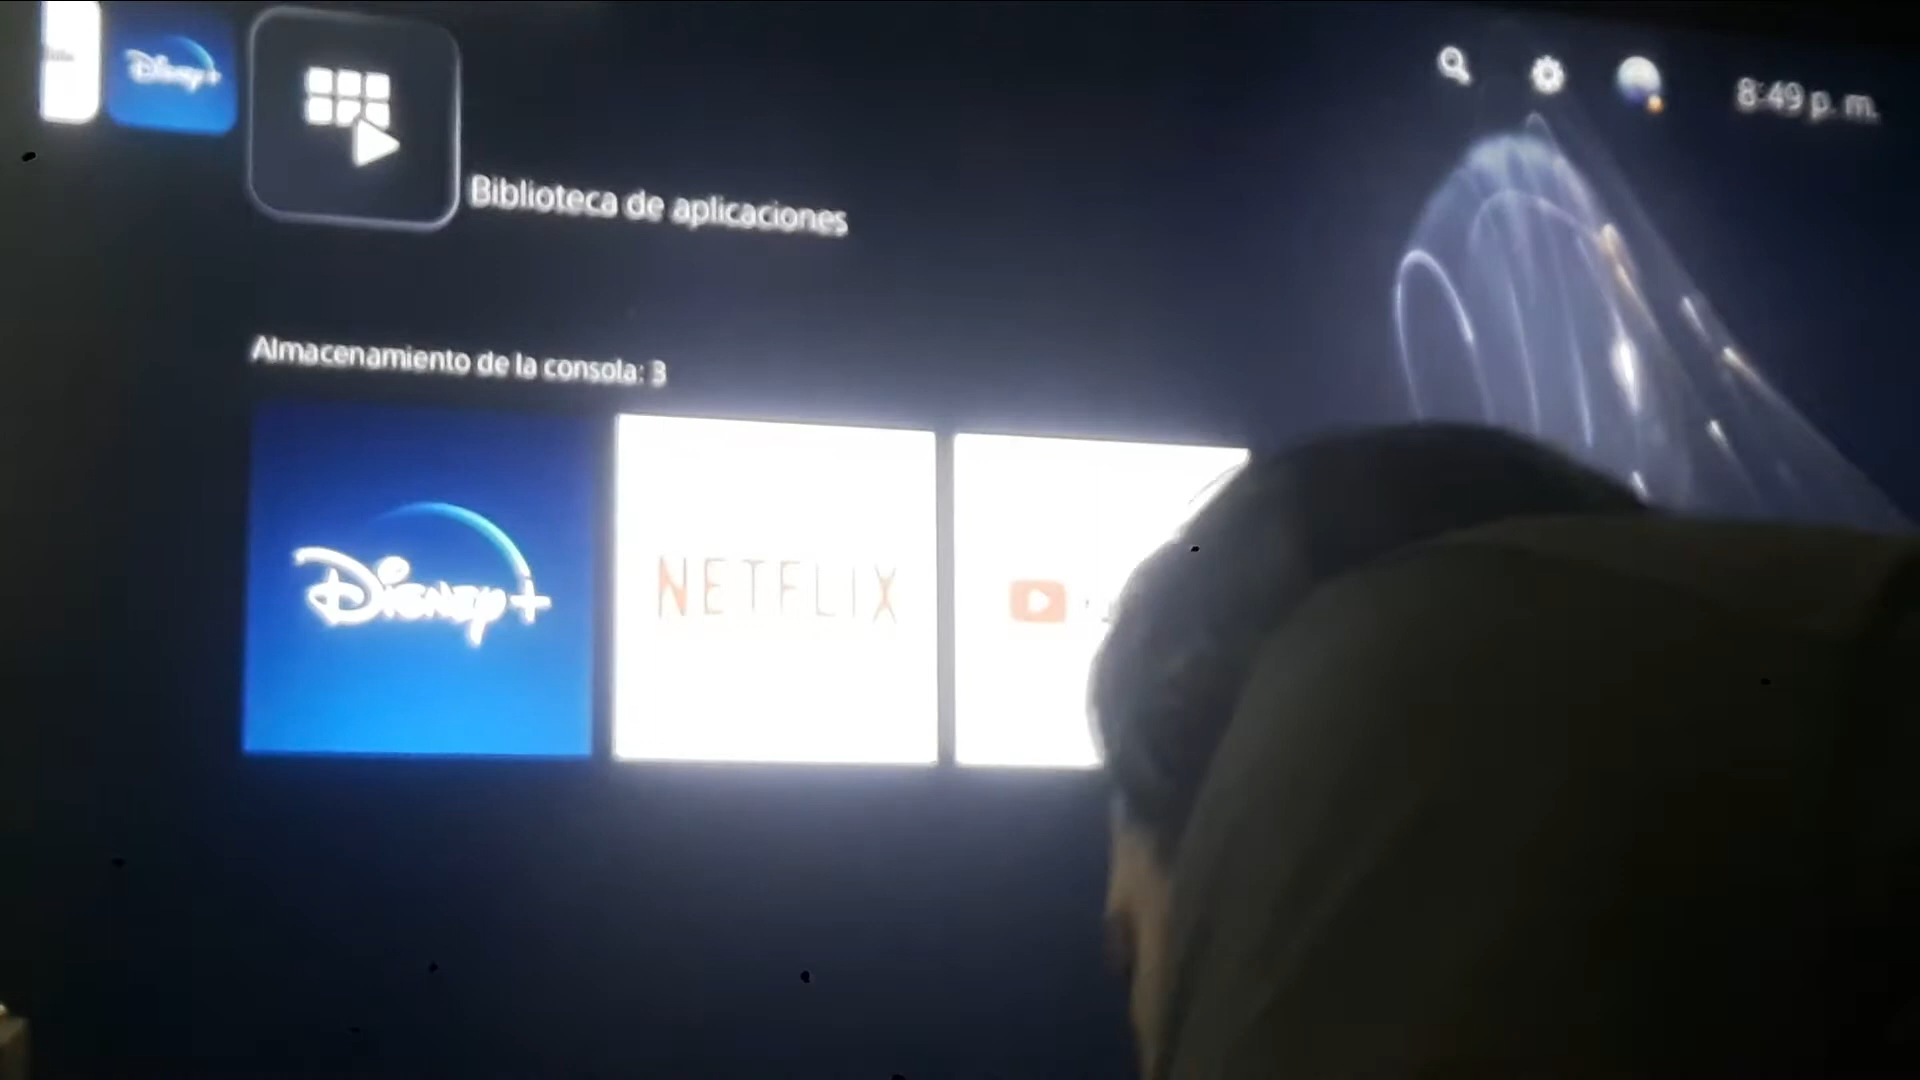 Disney+
8:49 p. m.
Biblioteca de aplicaciones
Almacenamiento de la consola: 3
Disney+
NETFLIX